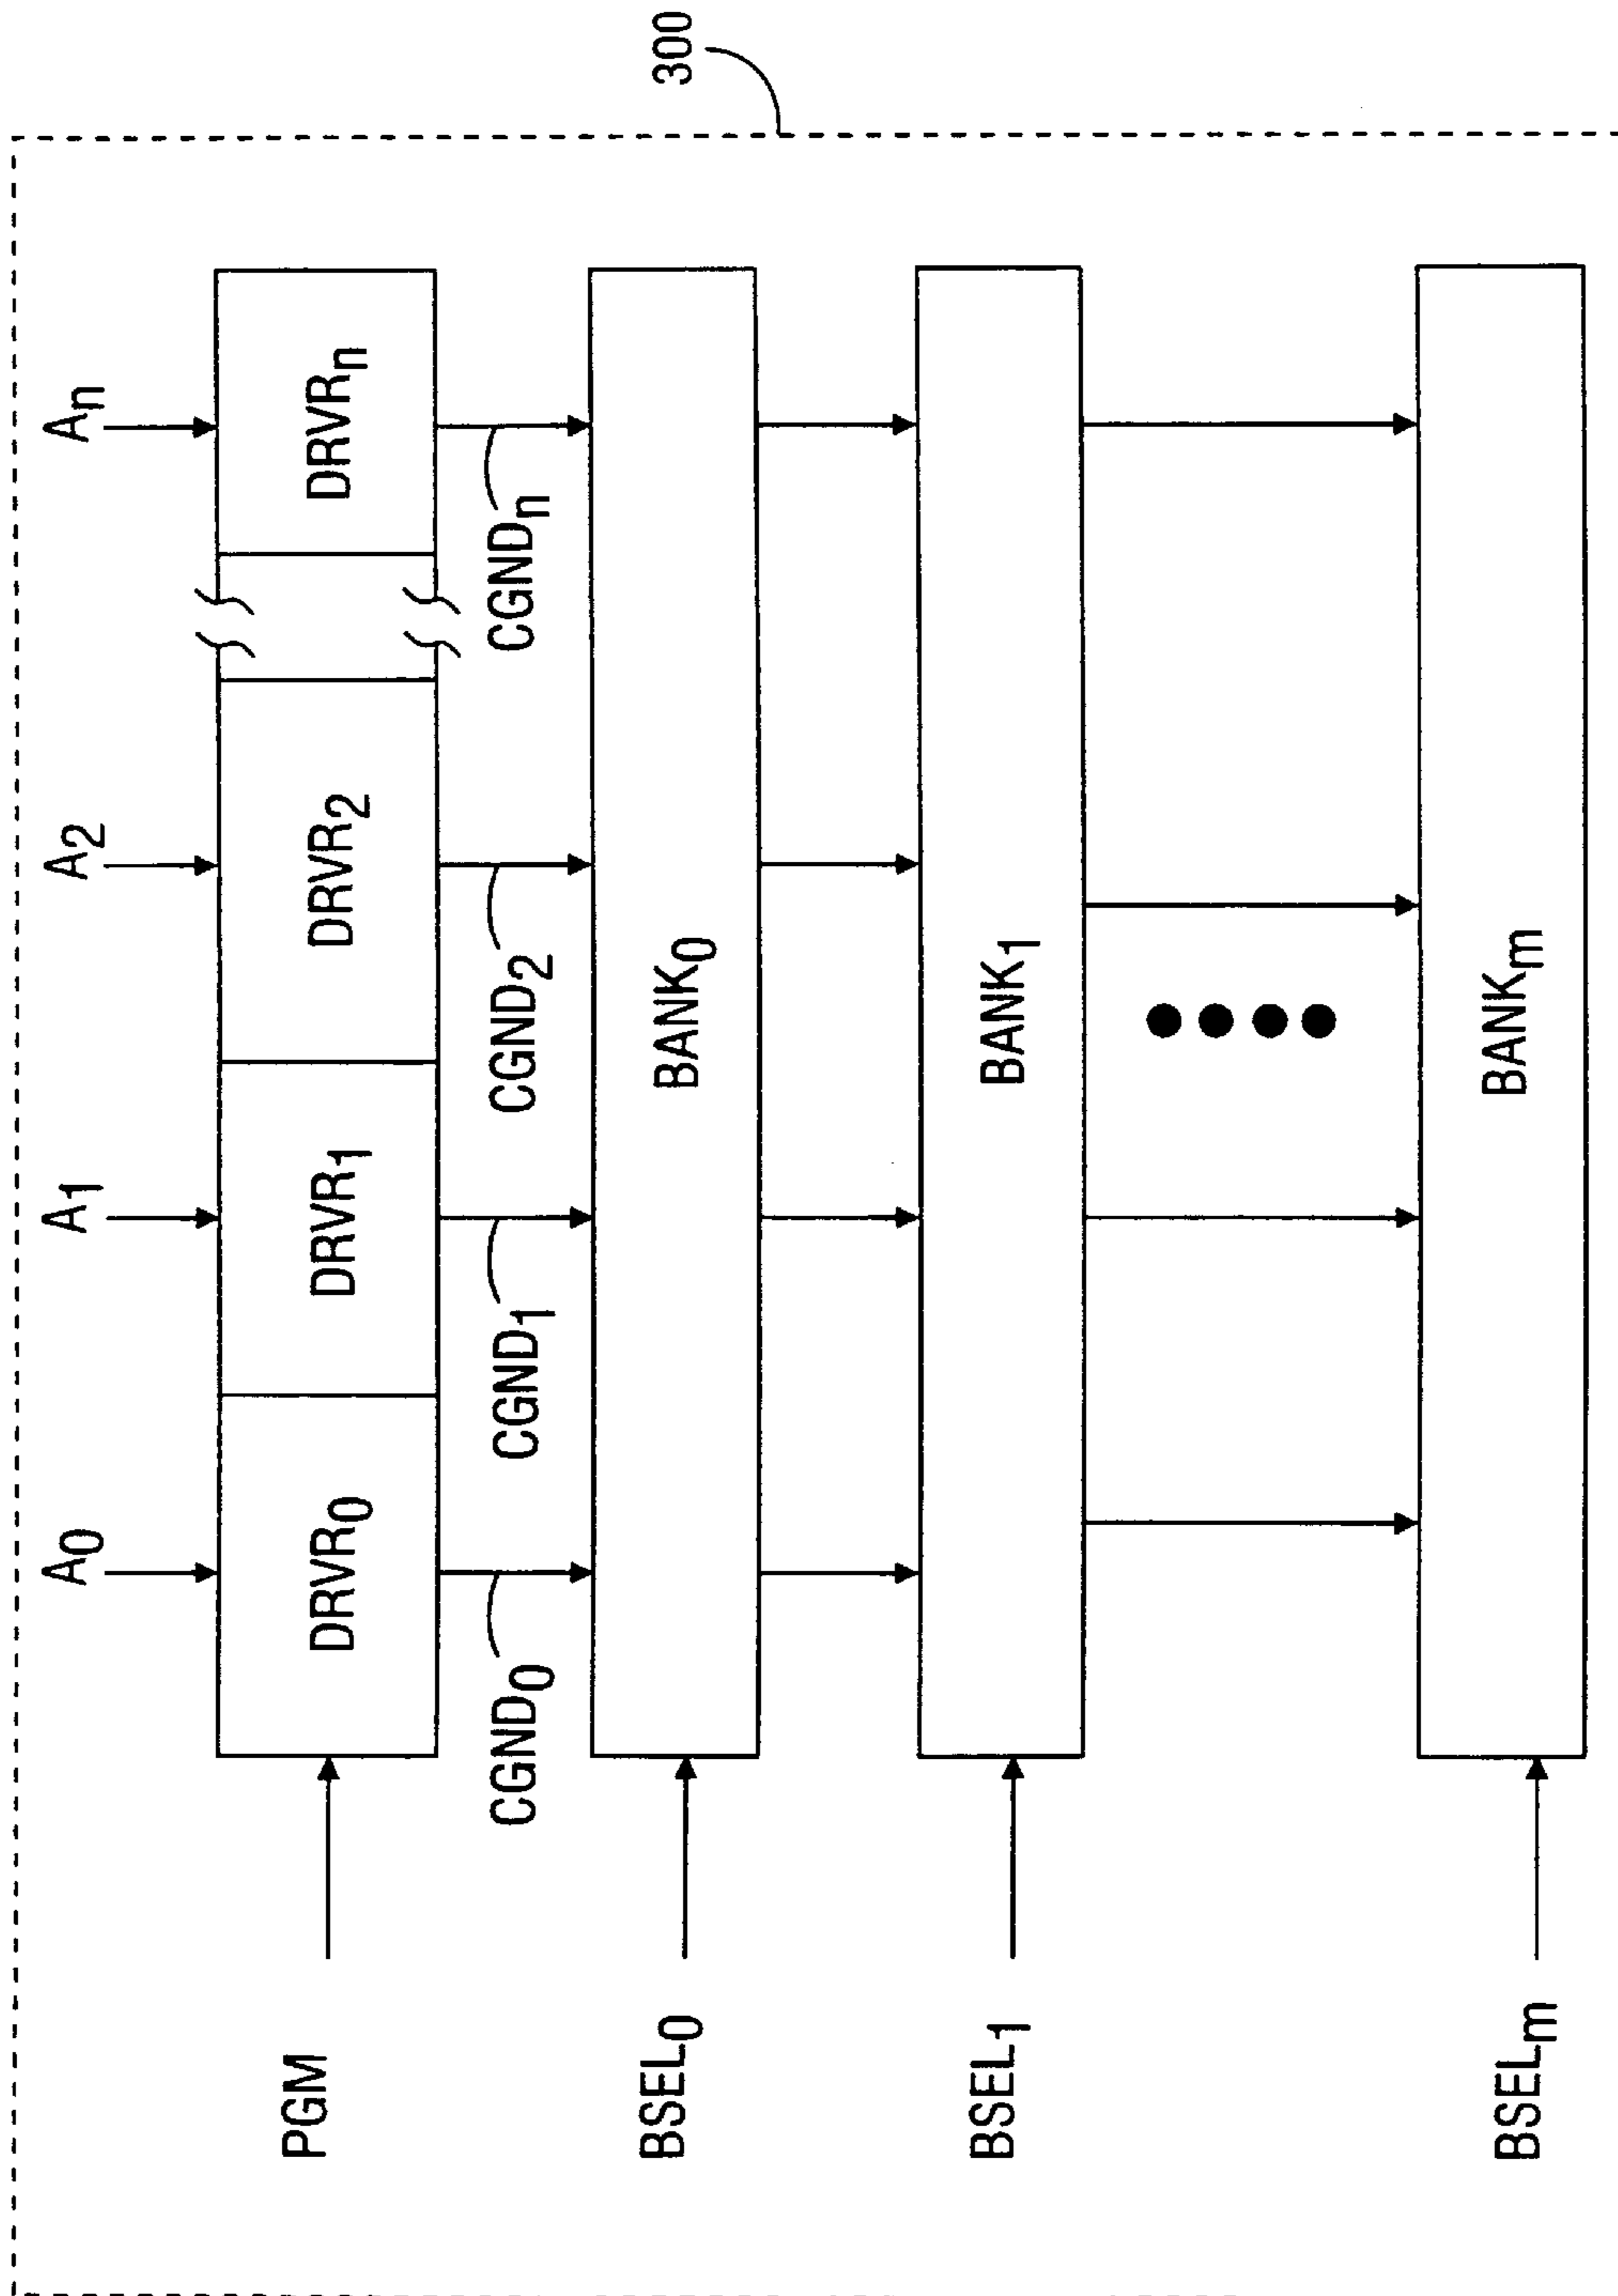 300
A0 A1 A2 An
PGM DRVR0 DRVR1 DRVR2 DRVRn
CGND0 CGND1 CGND2 CGNDn
BSEL0 BANK0
BSEL1 BANK1
BSELm BANKm